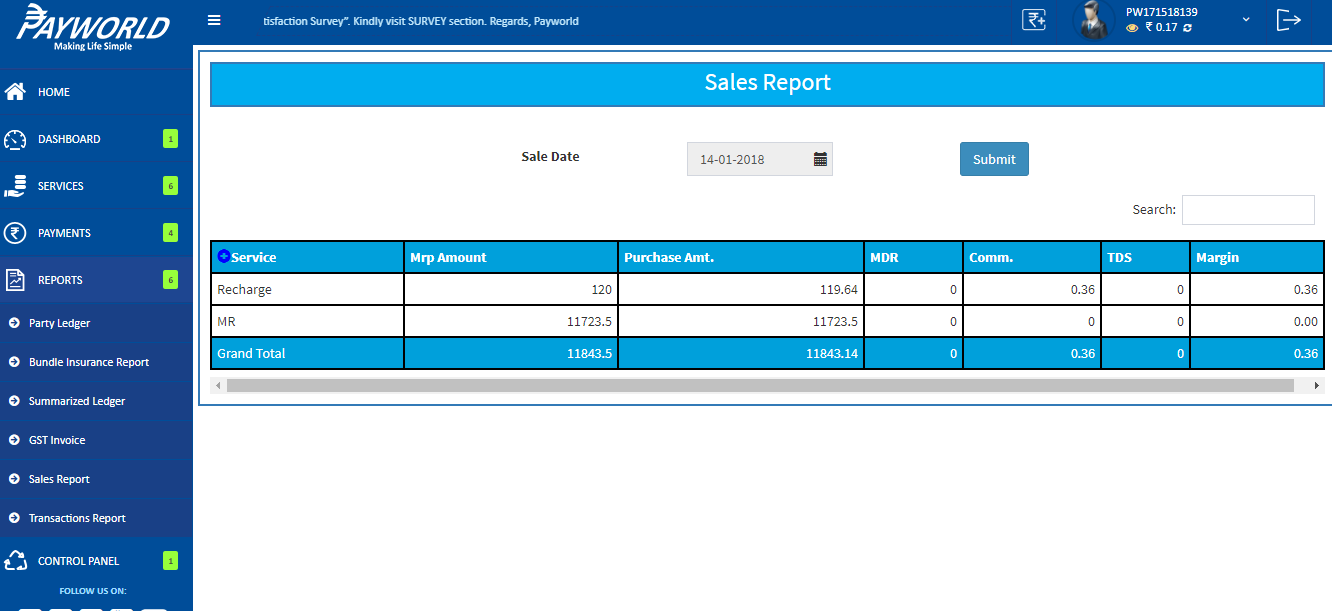 PAYWORLD
Making Life Simple
tisfaction Survey". Kindly visit SURVEY section. Regards, Payworld
PW171518139
₹ 0.17
HOME
DASHBOARD 1
SERVICES 6
PAYMENTS 4
REPORTS 6
Party Ledger
Bundle Insurance Report
Summarized Ledger
GST Invoice
Sales Report
Transactions Report
CONTROL PANEL 1
FOLLOW US ON:
Sales Report
Sale Date 14-01-2018 Submit
Search:
Service Mrp Amount Purchase Amt. MDR Comm. TDS Margin
Recharge 120 119.64 0 0.36 0 0.36
MR 11723.5 11723.5 0 0 0 0.00
Grand Total 11843.5 11843.14 0 0.36 0 0.36